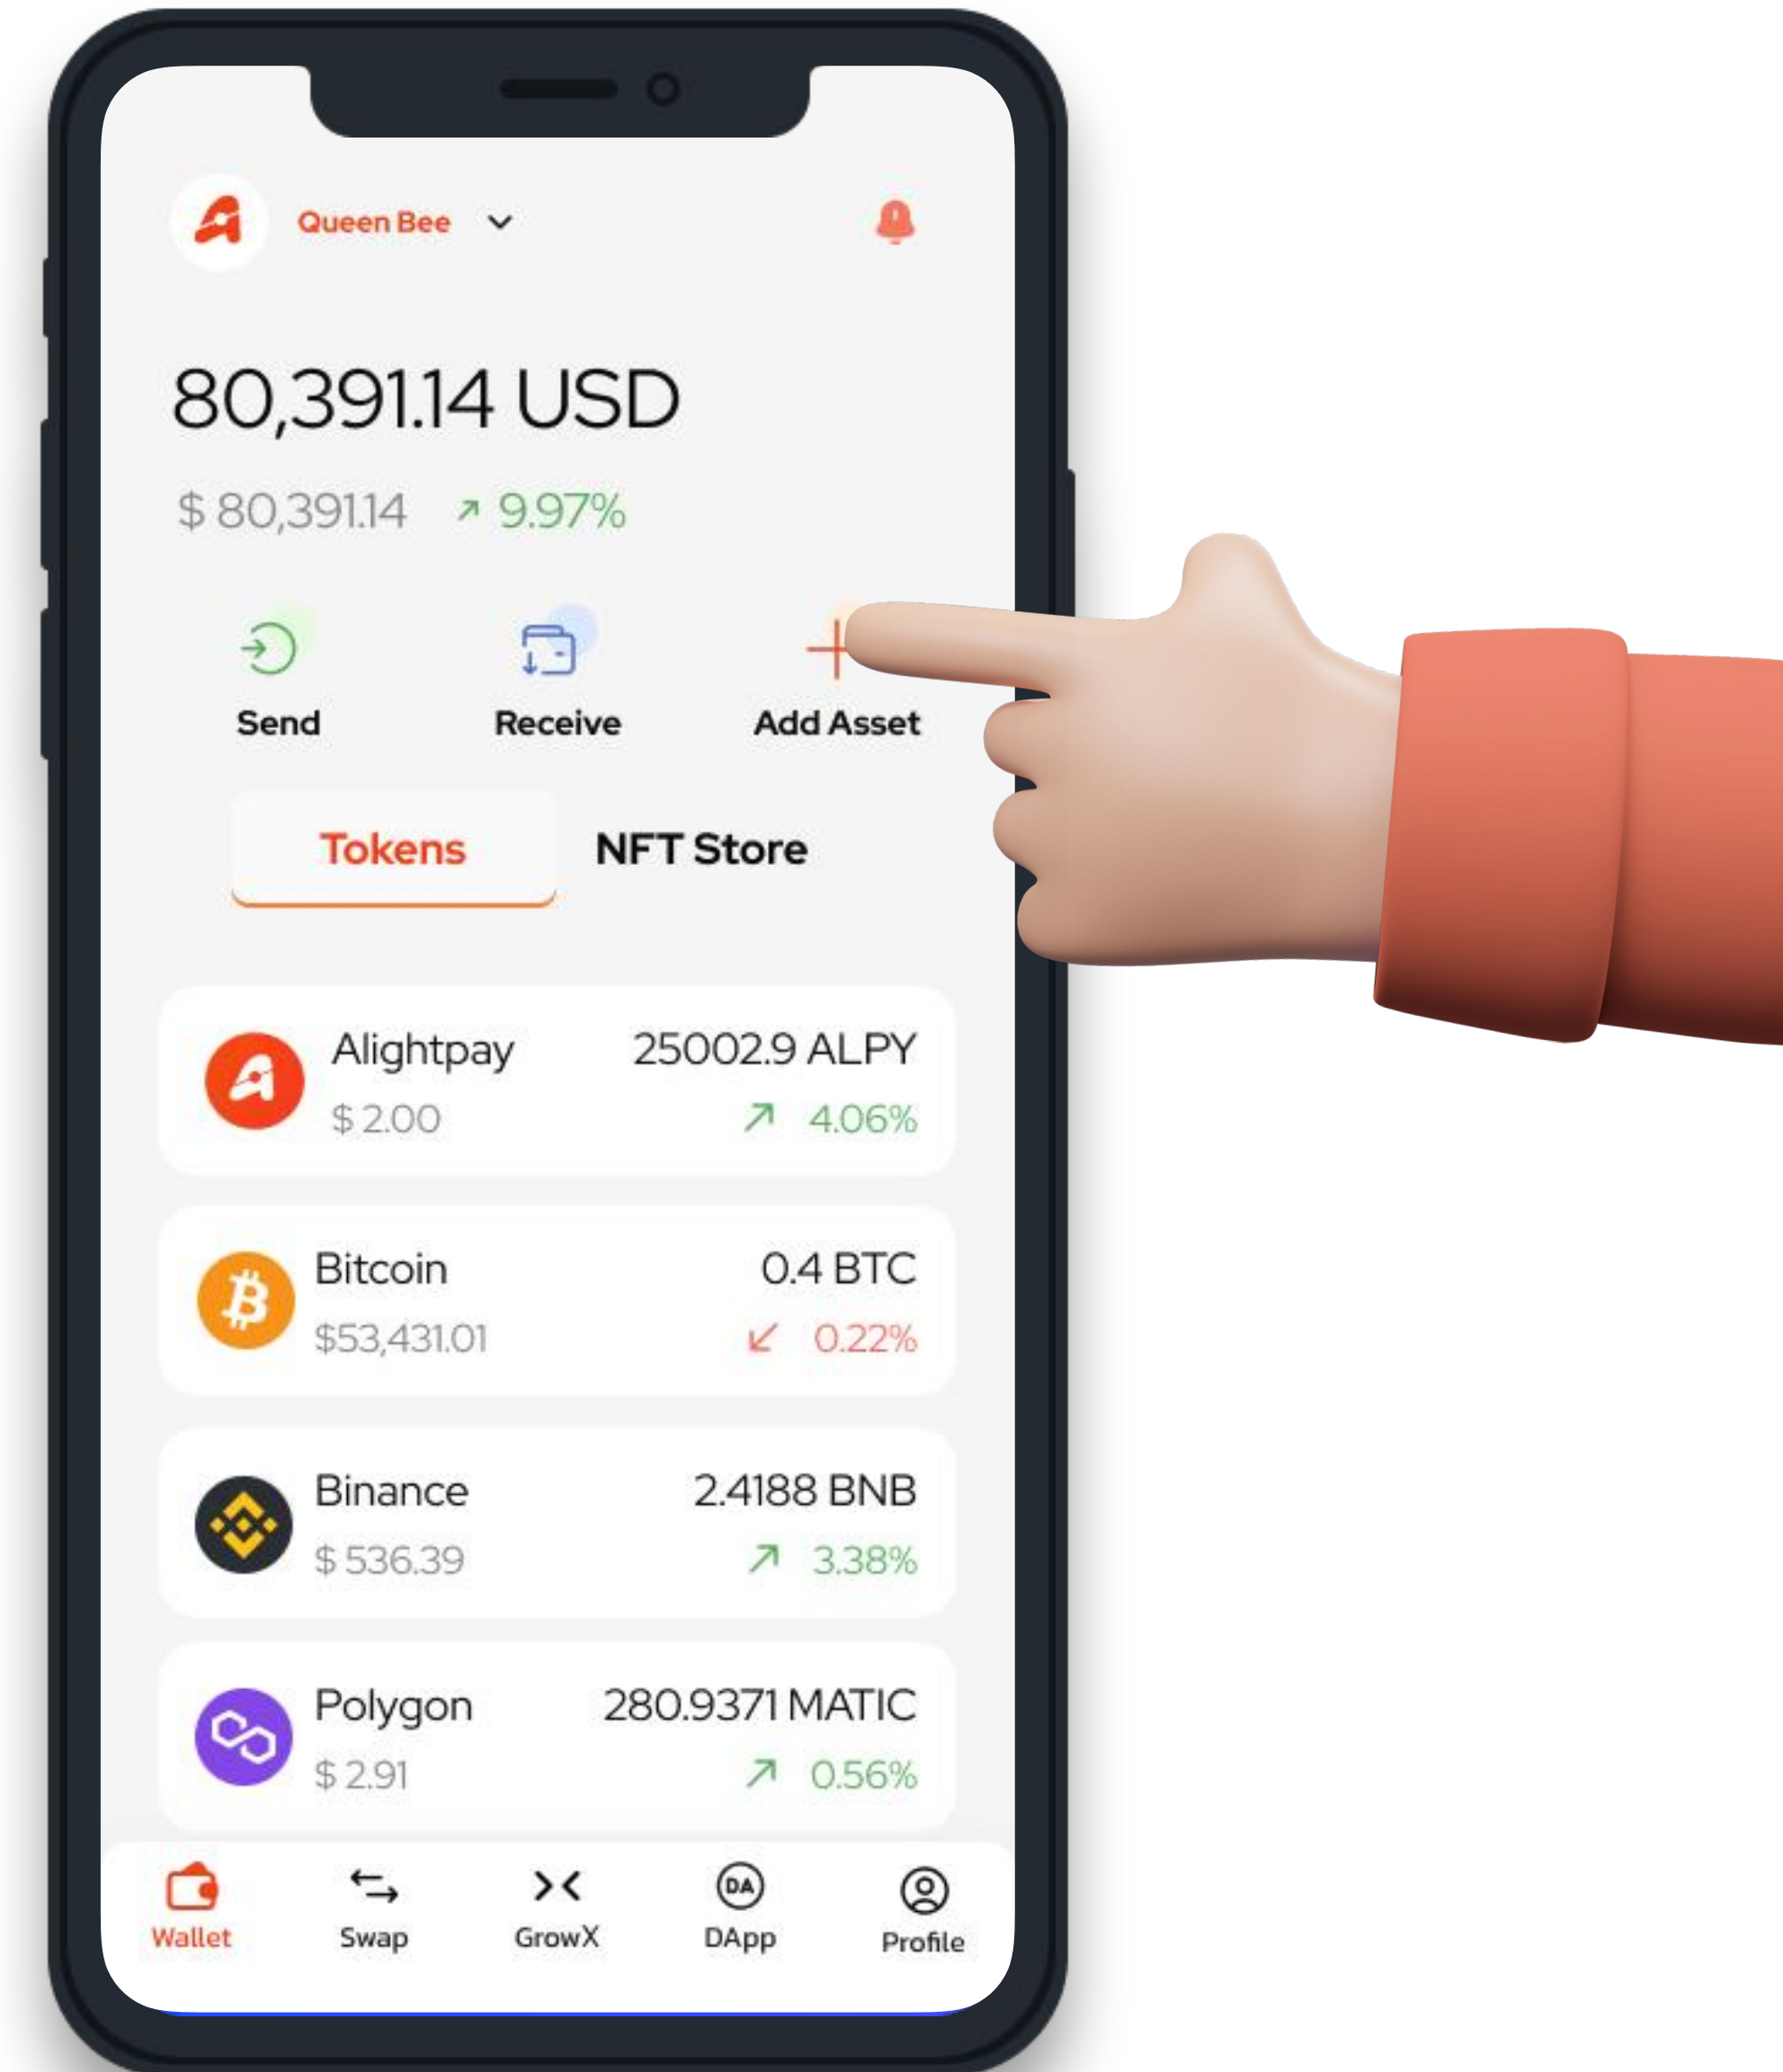 Queen Bee
80,391.14 USD
$ 80,391.14 9.97%
Send Receive Add Asset
Tokens NFT Store
Alightpay 25002.9 ALPY
$ 2.00 4.06%
Bitcoin 0.4 BTC
$53,431.01 0.22%
Binance 2.4188 BNB
$ 536.39 3.38%
Polygon 280.9371 MATIC
$ 2.91 0.56%
DA
Wallet Swap GrowX DApp Profile